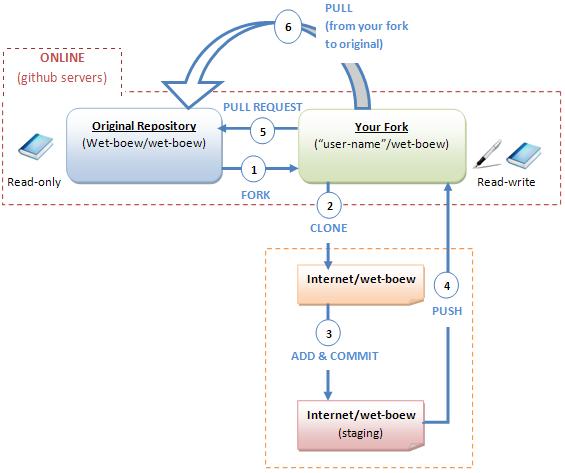 6
PULL
(from your fork
to original)
ONLINE
(github servers)
Original Repository
(Wet-boew/wet-boew)
PULL REQUEST
5
Your Fork
("user-name"/wet-boew)
Read-only
1
FORK
Read-write
2
CLONE
Internet/wet-boew
4
PUSH
3
ADD & COMMIT
Internet/wet-boew
(staging)